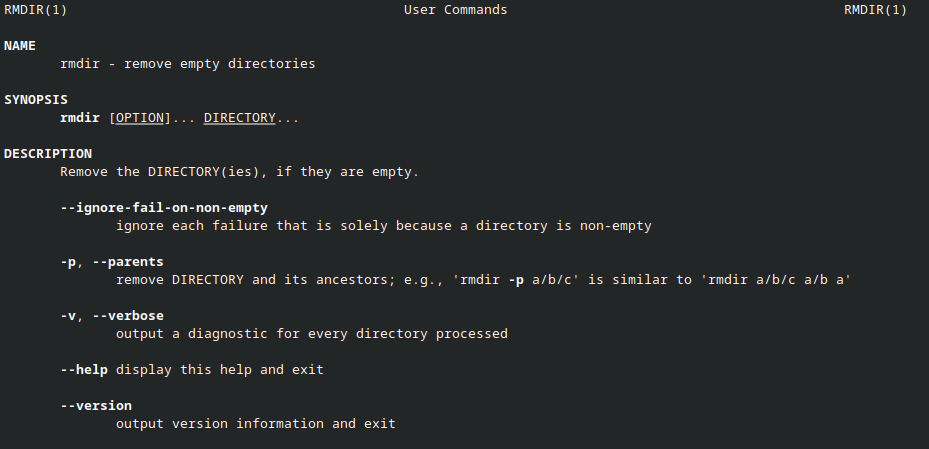 RMDIR(1) User Commands RMDIR(1)
NAME
rmdir - remove empty directories
SYNOPSIS
rmdir [OPTION]... DIRECTORY...
DESCRIPTION
Remove the DIRECTORY(ies), if they are empty.
--ignore-fail-on-non-empty
ignore each failure that is solely because a directory is non-empty
-p, --parents
remove DIRECTORY and its ancestors; e.g., 'rmdir -p a/b/c' is similar to 'rmdir a/b/c a/b a'
-v, --verbose
output a diagnostic for every directory processed
--help display this help and exit
--version
output version information and exit